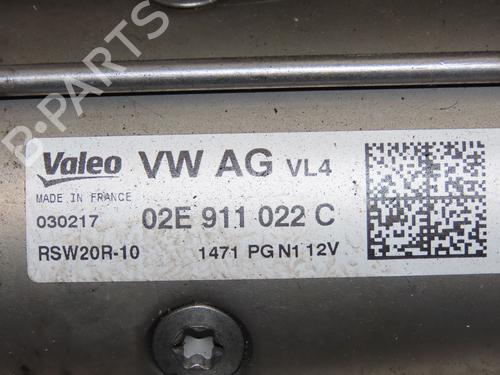 B-PARTS
Valeo VW AG VL4
MADE IN FRANCE
030217 02E 911 022 C
RSW20R-10 1471 PG N1 12V